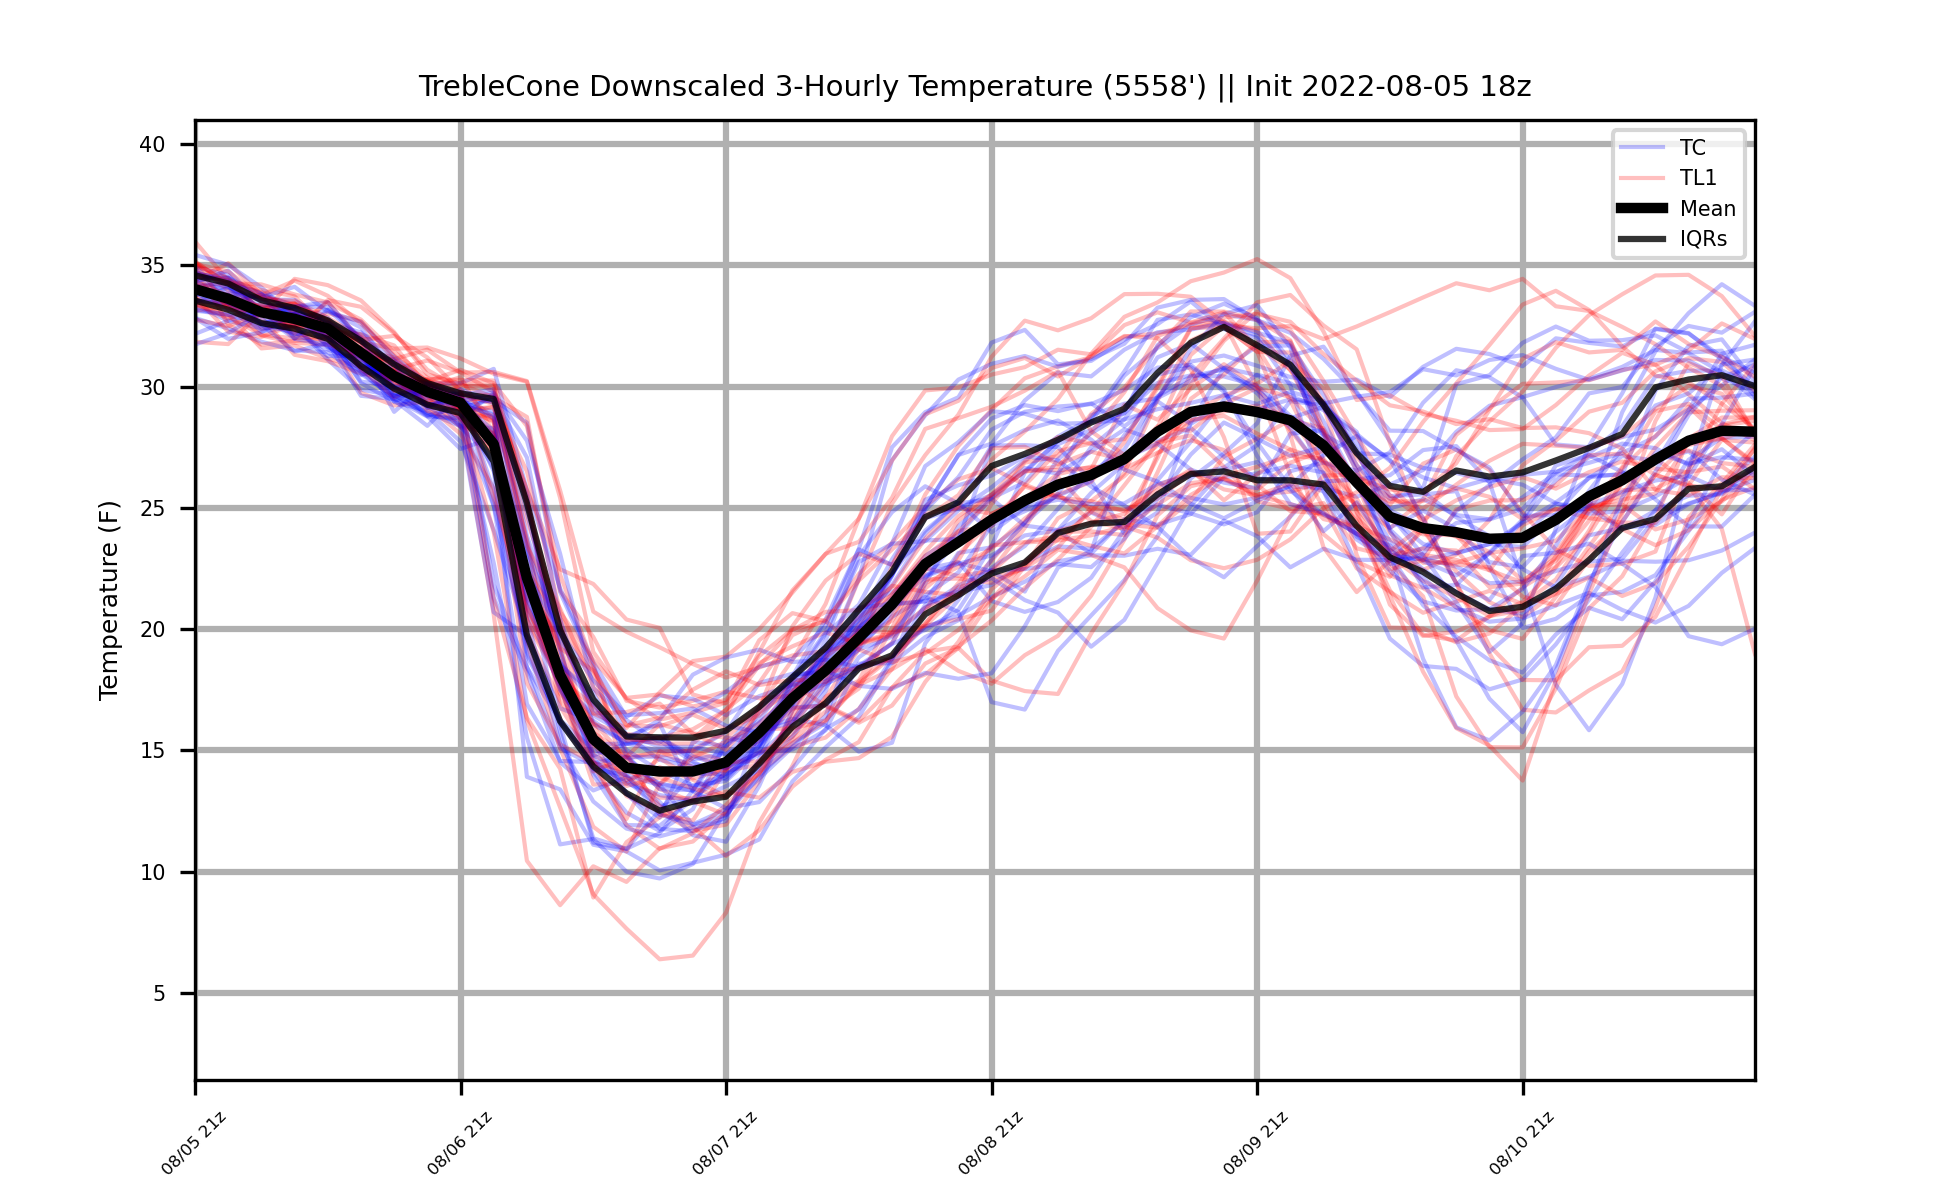 TrebleCone Downscaled 3-Hourly Temperature (5558') || Init 2022-08-05 18z
TC
TL1
Mean
IQRs
Temperature (F)
40
35
30
25
20
15
10
5
08/05 21z
08/06 21z
08/07 21z
08/08 21z
08/09 21z
08/10 21z